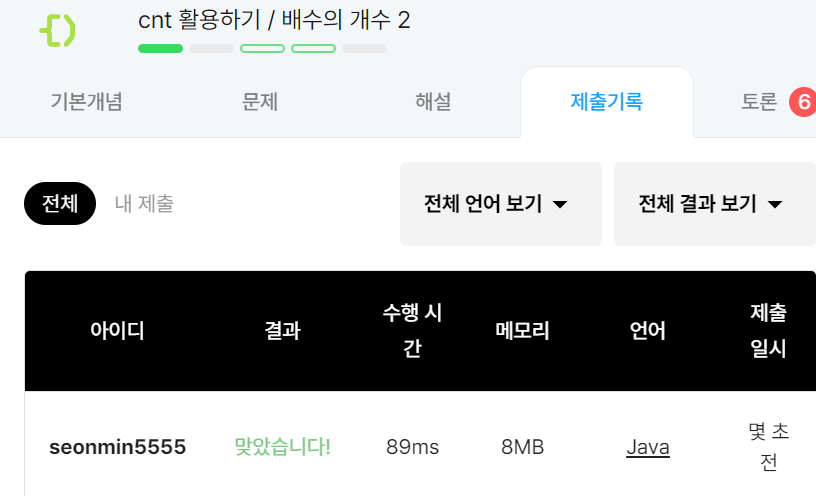 cnt 활용하기 / 배수의 개수 2
기본개념 문제 해설 제출기록 토론 6
전체 내 제출 전체 언어 보기 전체 결과 보기
아이디 결과 수행 시간 메모리 언어 제출 일시
seonmin5555 맞았습니다! 89ms 8MB Java 몇 초 전